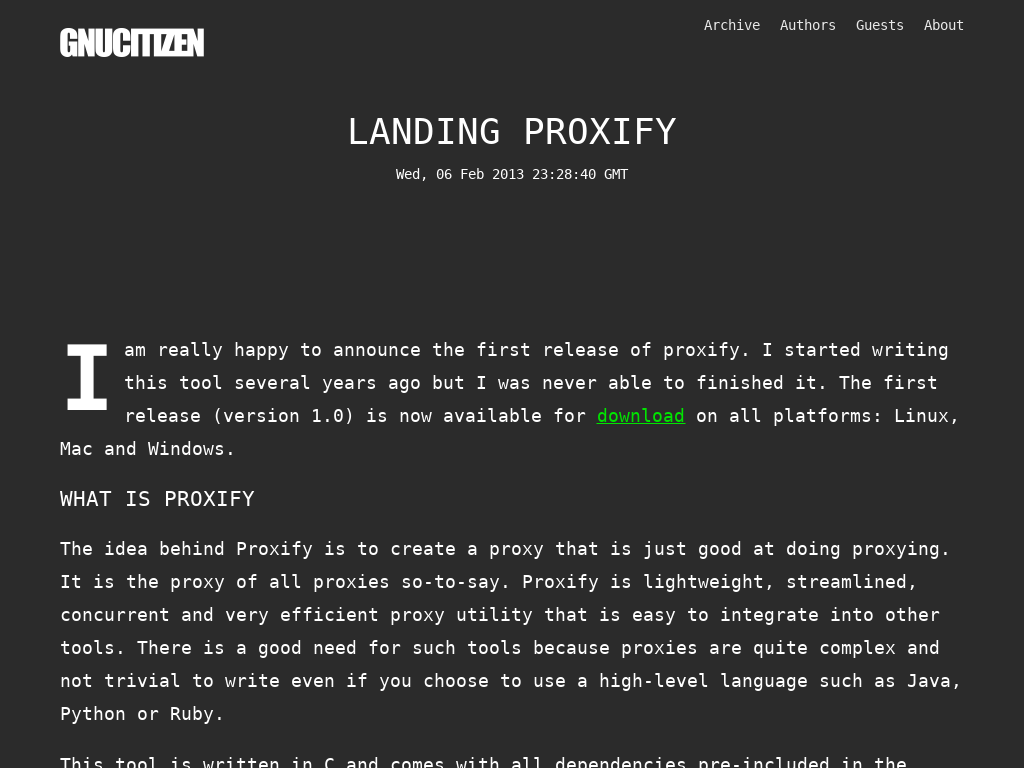 GNUCITIZEN
Archive Authors Guests About
LANDING PROXIFY
Wed, 06 Feb 2013 23:28:40 GMT
I am really happy to announce the first release of proxify. I started writing
this tool several years ago but I was never able to finished it. The first
release (version 1.0) is now available for download on all platforms: Linux,
Mac and Windows.
WHAT IS PROXIFY
The idea behind Proxify is to create a proxy that is just good at doing proxying.
It is the proxy of all proxies so-to-say. Proxify is lightweight, streamlined,
concurrent and very efficient proxy utility that is easy to integrate into other
tools. There is a good need for such tools because proxies are quite complex and
not trivial to write even if you choose to use a high-level language such as Java,
Python or Ruby.
This tool is written in C and comes with all dependencies pre-included in the